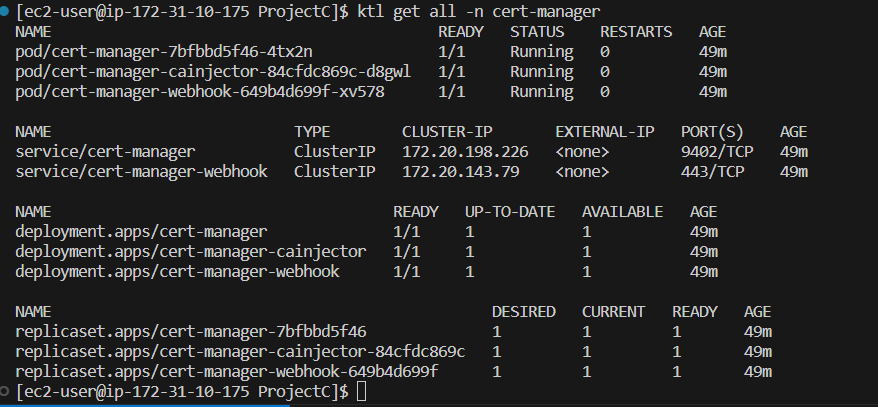 [ec2-user@ip-172-31-10-175 ProjectC]$ ktl get all -n cert-manager
NAME READY STATUS RESTARTS AGE
pod/cert-manager-7bfbbd5f46-4tx2n 1/1 Running 0 49m
pod/cert-manager-cainjector-84cfdc869c-d8gwl 1/1 Running 0 49m
pod/cert-manager-webhook-649b4d699f-xv578 1/1 Running 0 49m
NAME TYPE CLUSTER-IP EXTERNAL-IP PORT(S) AGE
service/cert-manager ClusterIP 172.20.198.226 <none> 9402/TCP 49m
service/cert-manager-webhook ClusterIP 172.20.143.79 <none> 443/TCP 49m
NAME READY UP-TO-DATE AVAILABLE AGE
deployment.apps/cert-manager 1/1 1 1 49m
deployment.apps/cert-manager-cainjector 1/1 1 1 49m
deployment.apps/cert-manager-webhook 1/1 1 1 49m
NAME DESIRED CURRENT READY AGE
replicaset.apps/cert-manager-7bfbbd5f46 1 1 1 49m
replicaset.apps/cert-manager-cainjector-84cfdc869c 1 1 1 49m
replicaset.apps/cert-manager-webhook-649b4d699f 1 1 1 49m
[ec2-user@ip-172-31-10-175 ProjectC]$